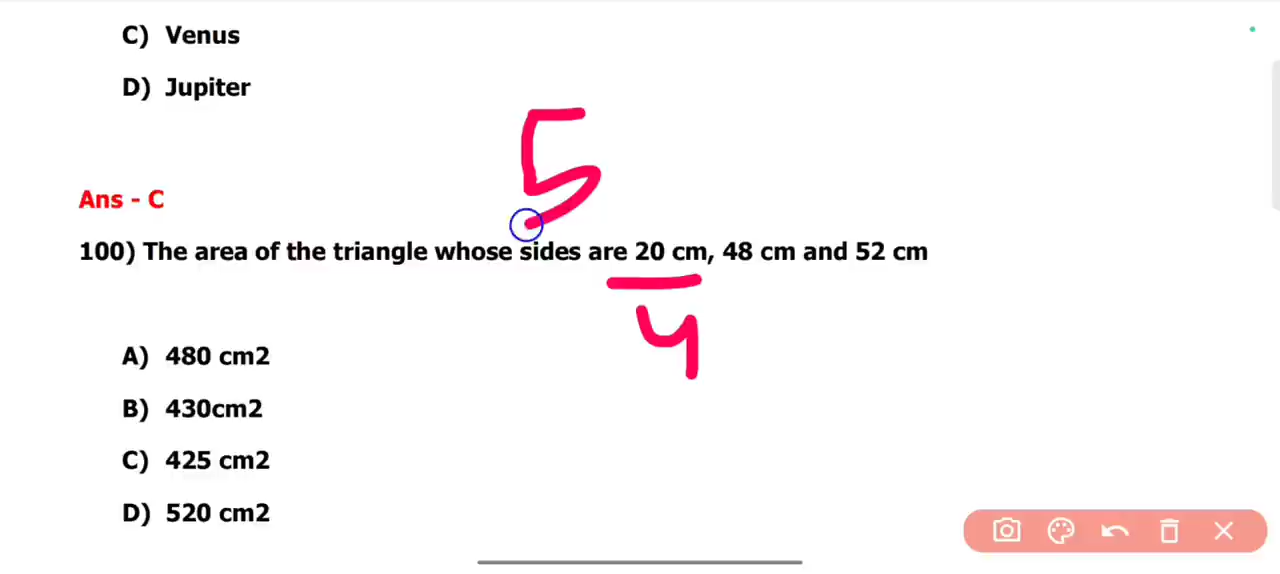 C) Venus
D) Jupiter
5
Ans - C
100) The area of the triangle whose sides are 20 cm, 48 cm and 52 cm
4
A) 480 cm2
B) 430cm2
C) 425 cm2
D) 520 cm2